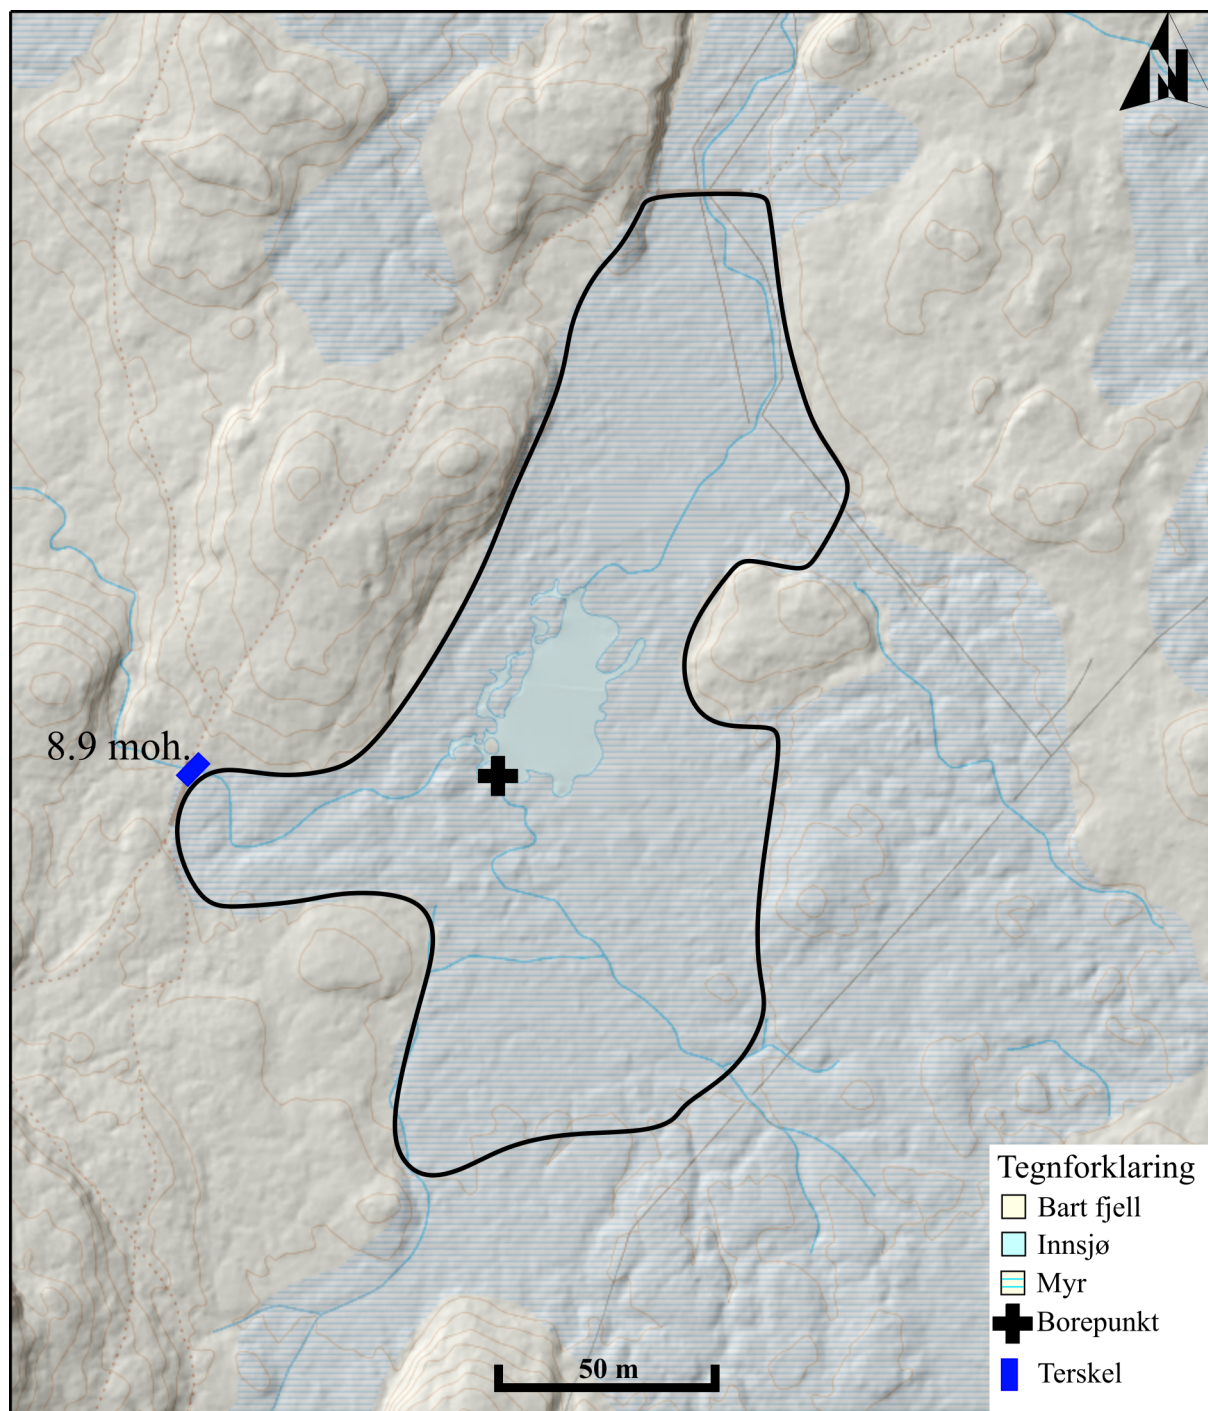 N
8.9 moh.
Tegnforklaring
Bart fjell
Innsjø
Myr
Borepunkt
Terskel
50 m